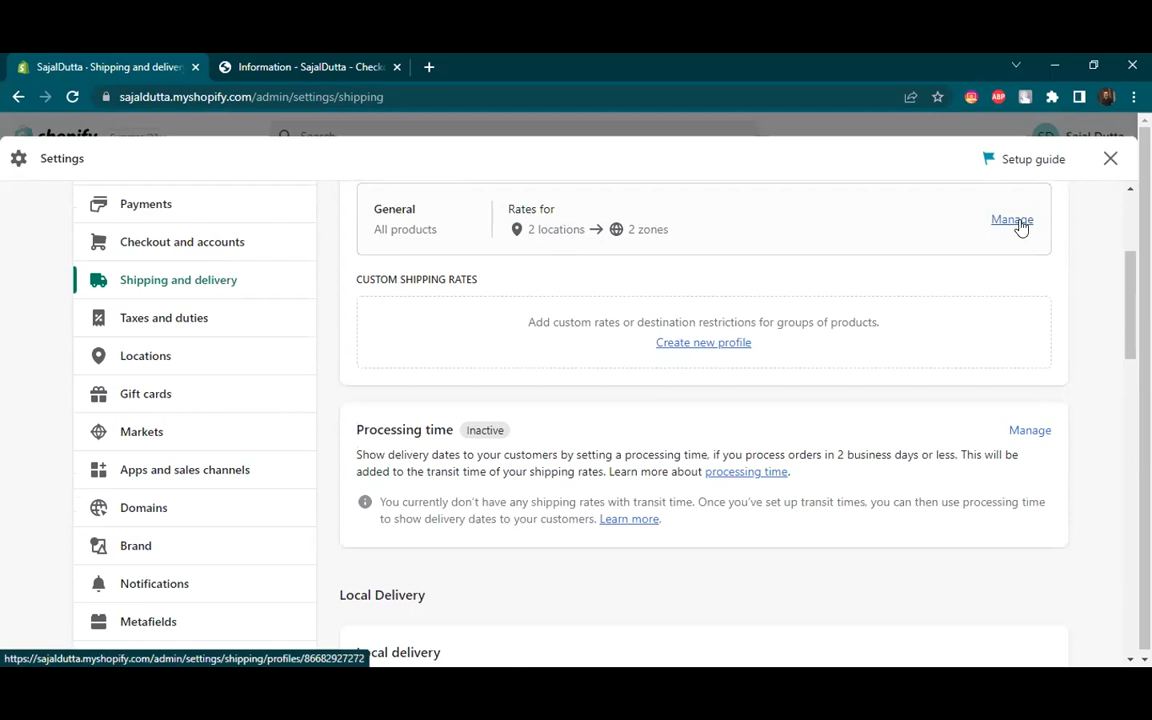 SajalDutta · Shipping and deliver
Information - SajalDutta - Check
sajaldutta.myshopify.com/admin/settings/shipping
ABP
Search
Sajal Dutta
Settings
Setup guide
Payments
Checkout and accounts
Shipping and delivery
Taxes and duties
Locations
Gift cards
Markets
Apps and sales channels
Domains
Brand
Notifications
Metafields
General
All products
Rates for
2 locations → 2 zones
Manage
CUSTOM SHIPPING RATES
Add custom rates or destination restrictions for groups of products.
Create new profile
Processing time Inactive
Manage
Show delivery dates to your customers by setting a processing time, if you process orders in 2 business days or less. This will
be added to the transit time of your shipping rates. Learn more about processing time.
You currently don't have any shipping rates with transit time. Once you've set up transit times, you can then use processing time
to show delivery dates to your customers. Learn more.
Local Delivery
ocal delivery
https://sajaldutta.myshopify.com/admin/settings/shipping/profiles/86682927272